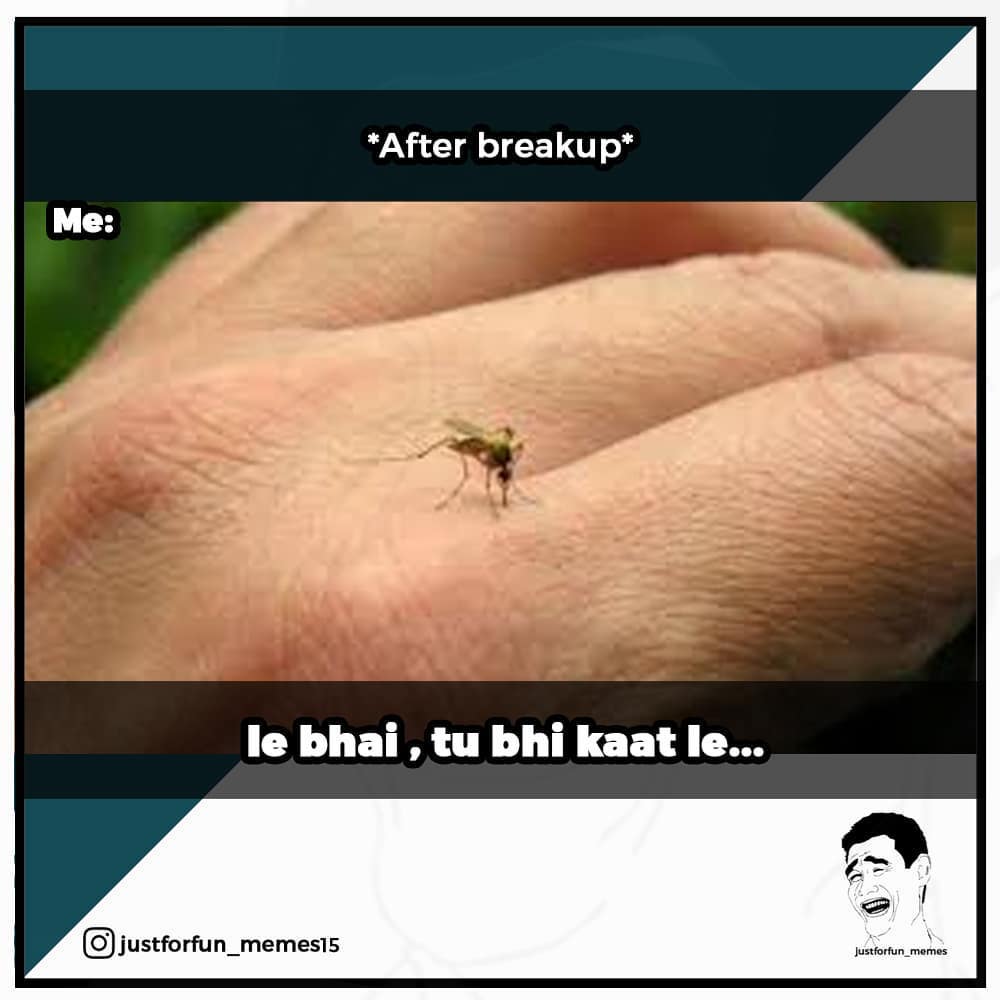 *After breakup*
Me:
le bhai , tu bhi kaat le...
justforfun_memes15
justforfun_memes